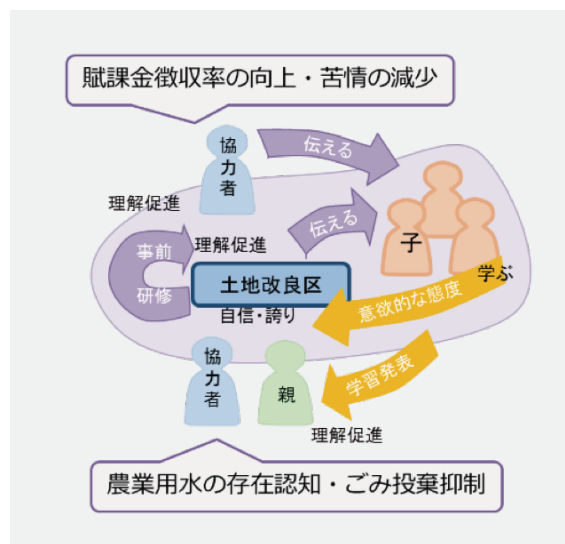 賦課金徴収率の向上・苦情の減少
協力者
伝える
理解促進
事前
研修
理解促進
伝える
子
学ぶ
土地改良区
自信・誇り
意欲的な態度
協力者
親
学習発表
理解促進
農業用水の存在認知・ごみ投棄抑制